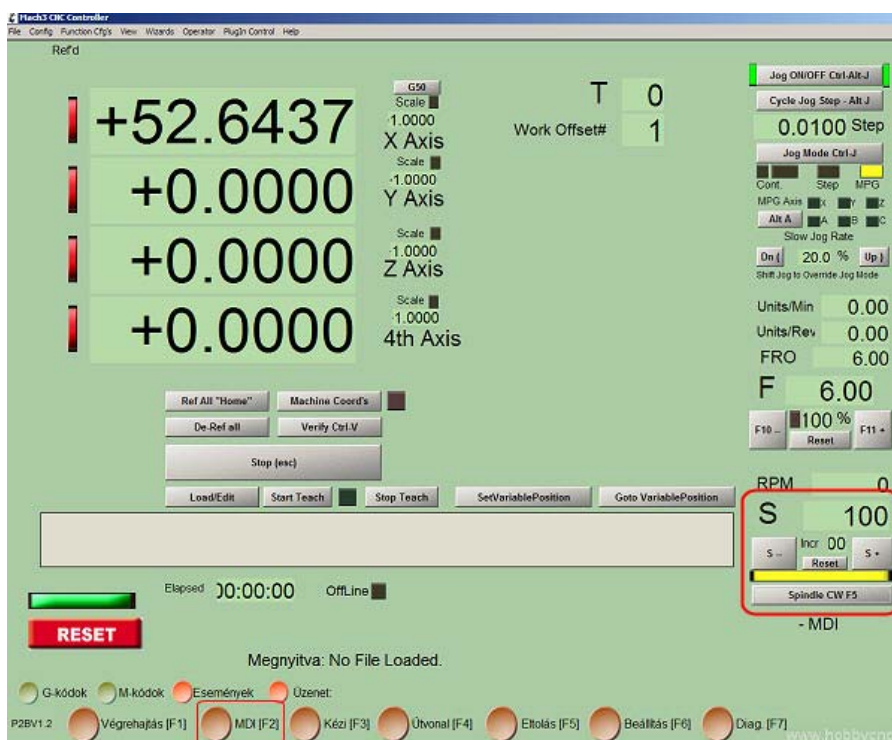 Mach3 CNC Controller
File Config Function Cfg's View Wizards Operator PlugIn Control Help
Ref'd
+52.6437
G50
Scale
+1.0000
X Axis
+0.0000
Scale
+1.0000
Y Axis
+0.0000
Scale
+1.0000
Z Axis
+0.0000
Scale
+1.0000
4th Axis
T 0
Work Offset# 1
Jog ON/OFF Ctrl-Alt-J
Cycle Jog Step - Alt J
0.0100 Step
Jog Mode Ctrl-J
Cont. Step MPG
MPG Axis X Y Z
Alt A A B C
Slow Jog Rate
Dn ( 20.0 % Up )
Shift Jog to Override Jog Mode
Units/Min 0.00
Units/Rev 0.00
FRO 6.00
F 6.00
F10 - 100 % F11 +
Reset
RPM 0
S 100
S - Incr 00 S +
Reset
Spindle CW F5
- MDI
Ref All "Home" Machine Coord's
De-Ref all Verify Ctrl-V
Stop (esc)
Load/Edit Start Teach Stop Teach SetVariablePosition Goto VariablePosition
Elapsed 00:00:00 OffLine
RESET
Megnyitva: No File Loaded.
G-kódok M-kódok Események Üzenet:
P2BV1.2 Végrehajtás [F1] MDI [F2] Kézi [F3] Útvonal [F4] Eltolás [F5] Beállítás [F6] Diag. [F7]